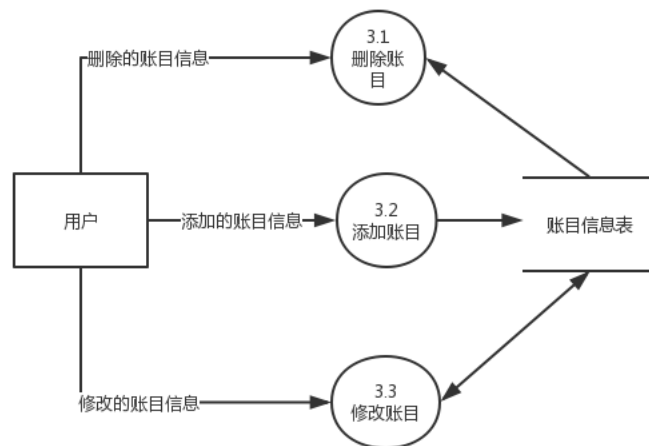 3.1
删除账
目
删除的账目信息
用户
添加的账目信息
3.2
添加账目
账目信息表
修改的账目信息
3.3
修改账目